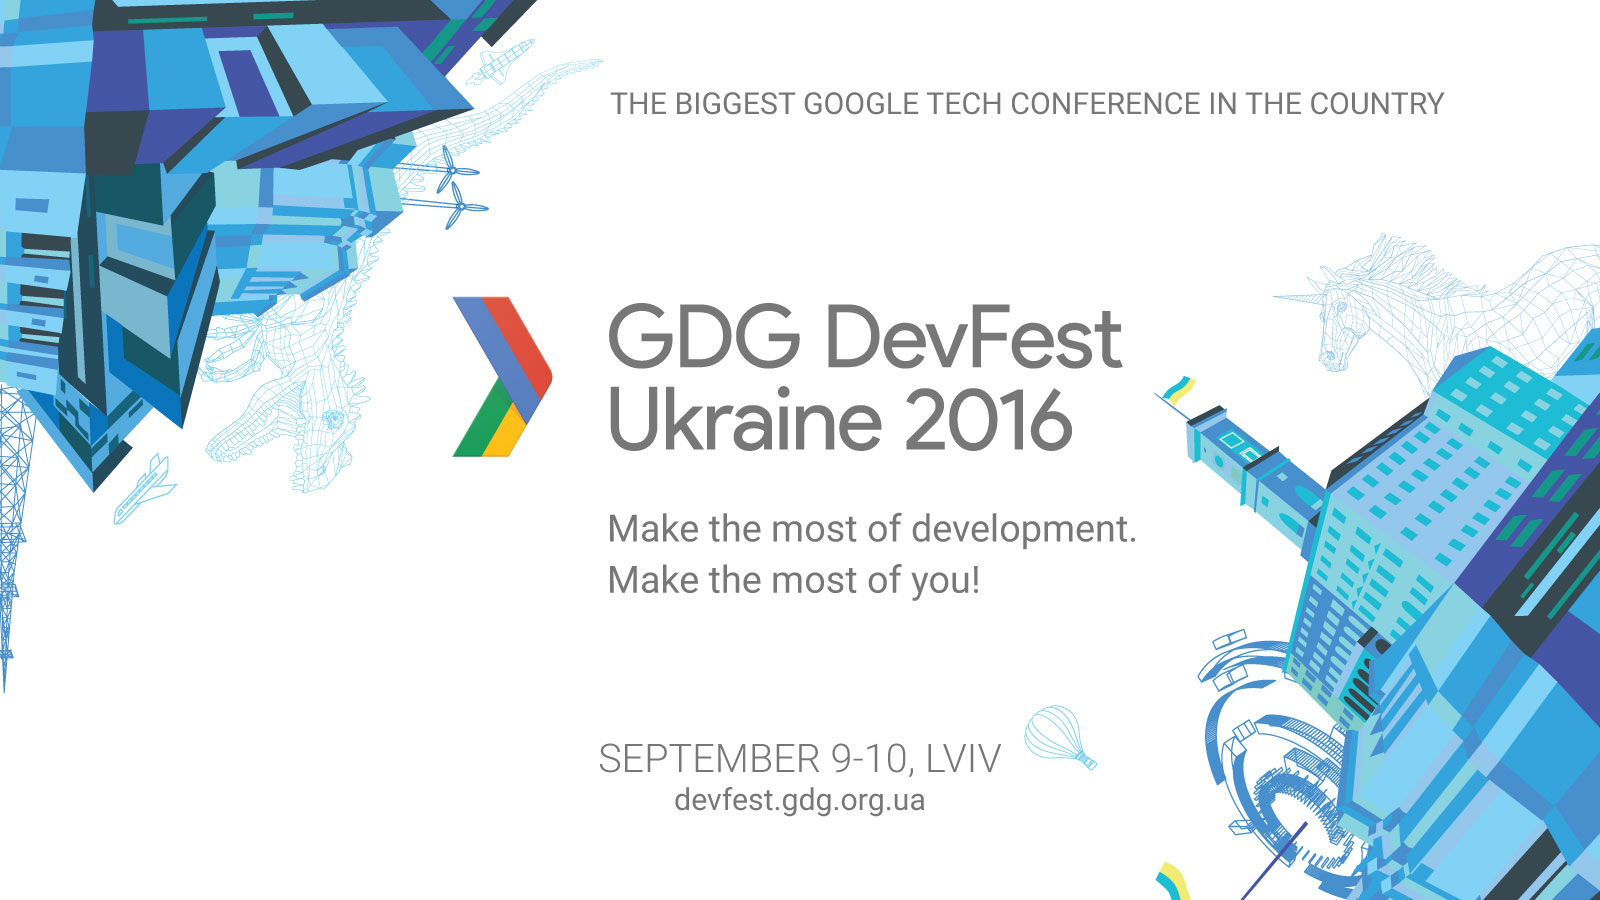 THE BIGGEST GOOGLE TECH CONFERENCE IN THE COUNTRY
GDG DevFest
Ukraine 2016
Make the most of development.
Make the most of you!
SEPTEMBER 9-10, LVIV
devfest.gdg.org.ua